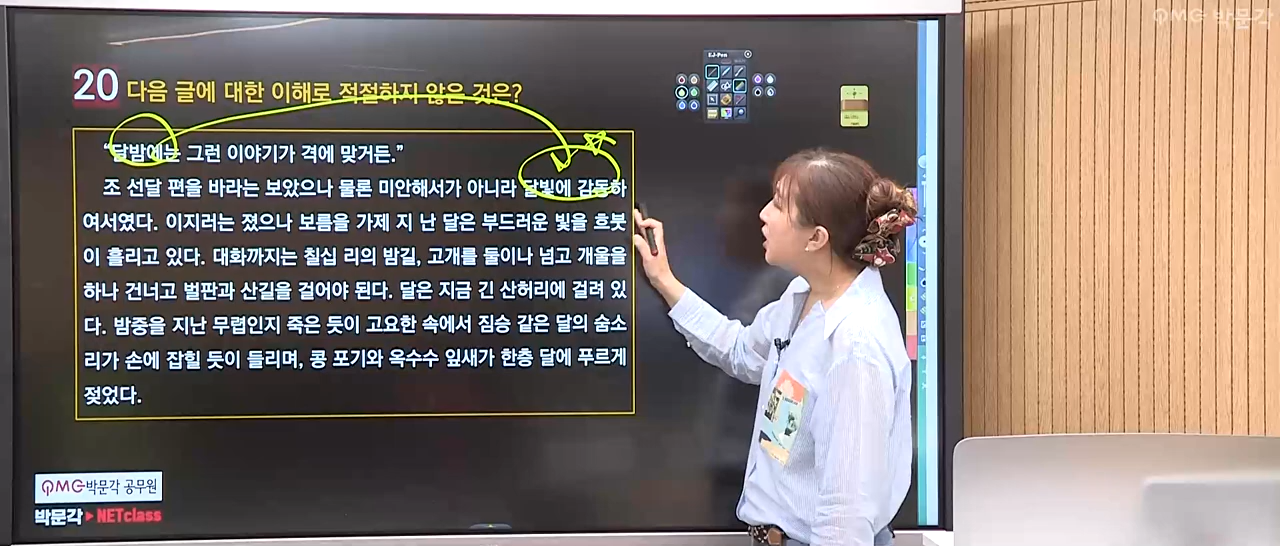 QMG 박문각
EJ-Pen
20 다음 글에 대한 이해로 적절하지 않은 것은?
“달밤에는 그런 이야기가 격에 맞거든.”
조 선달 편을 바라는 보았으나 물론 미안해서가 아니라 달빛에 감동하
여서였다. 이지러는 졌으나 보름을 가제 지 난 달은 부드러운 빛을 흐붓
이 흘리고 있다. 대화까지는 칠십 리의 밤길, 고개를 둘이나 넘고 개울을
하나 건너고 벌판과 산길을 걸어야 된다. 달은 지금 긴 산허리에 걸려 있
다. 밤중을 지난 무렵인지 죽은 듯이 고요한 속에서 짐승 같은 달의 숨소
리가 손에 잡힐 듯이 들리며, 콩 포기와 옥수수 잎새가 한층 달에 푸르게
젖었다.
QMG 박문각 공무원
박문각 NETclass